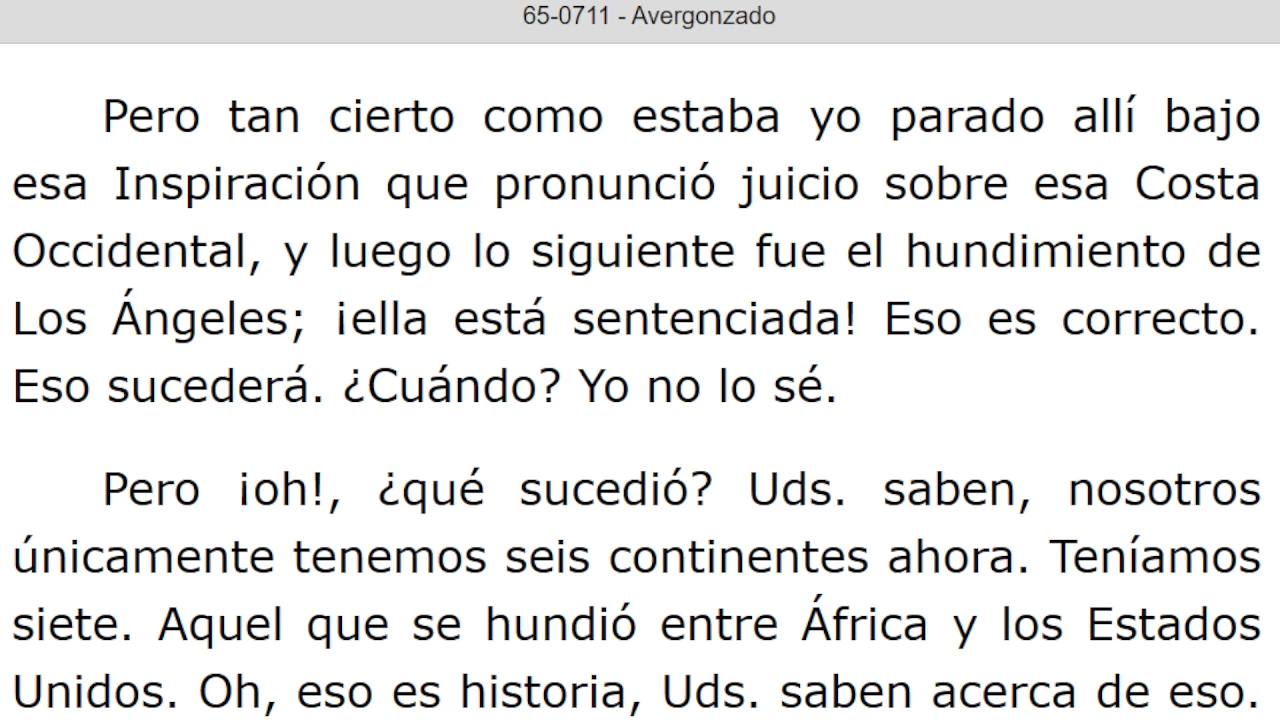 65-0711 - Avergonzado
Pero tan cierto como estaba yo parado allí bajo
esa Inspiración que pronunció juicio sobre esa Costa
Occidental, y luego lo siguiente fue el hundimiento de
Los Ángeles; ¡ella está sentenciada! Eso es correcto.
Eso sucederá. ¿Cuándo? Yo no lo sé.
Pero ¡oh!, ¿qué sucedió? Uds. saben, nosotros
únicamente tenemos seis continentes ahora. Teníamos
siete. Aquel que se hundió entre África y los Estados
Unidos. Oh, eso es historia, Uds. saben acerca de eso.